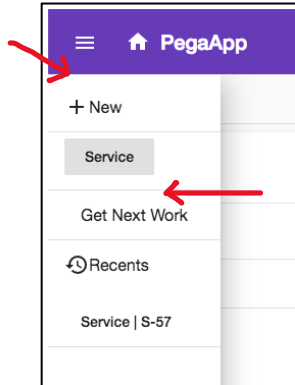 PegaApp
+ New
Service
Get Next Work
Recents
Service | S-57